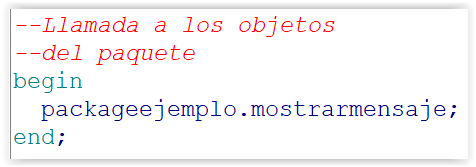 --Llamada a los objetos
--del paquete
begin
  packageejemplo.mostrarmensaje;
end;